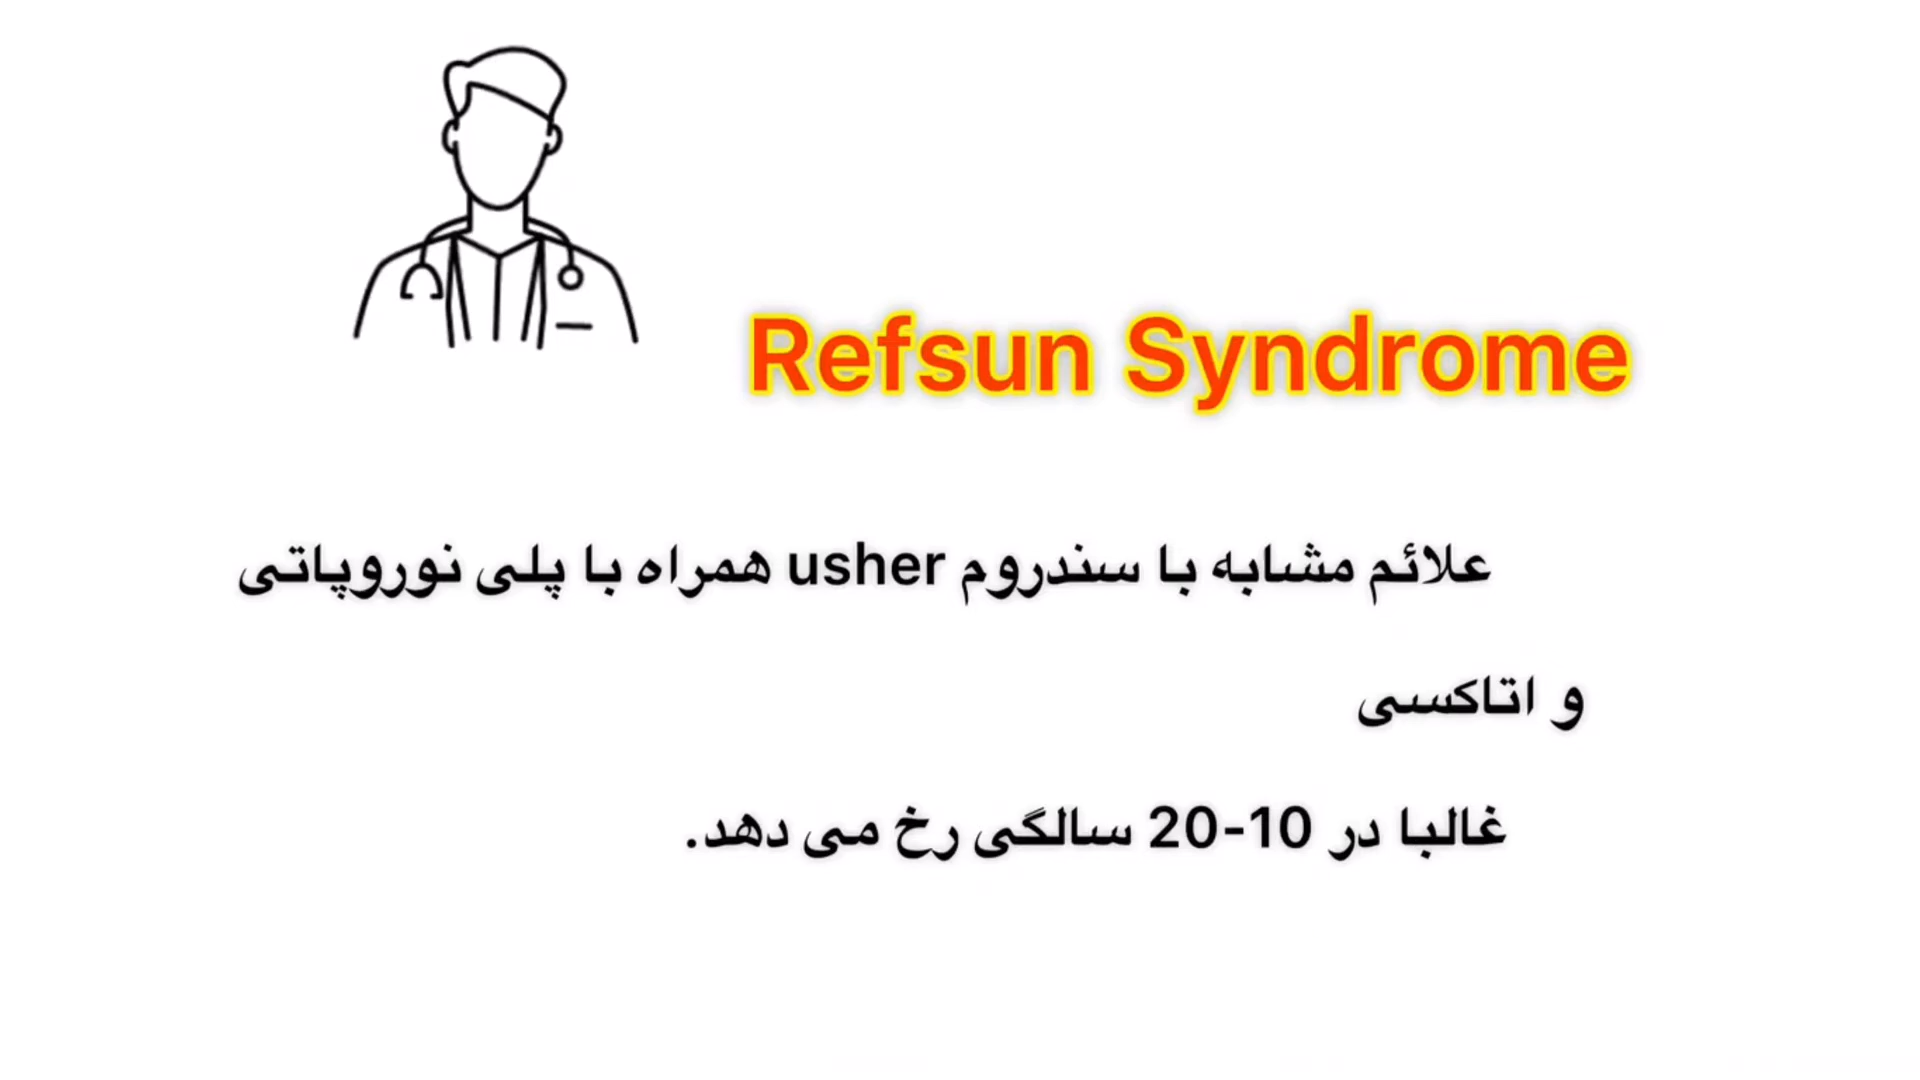 Refsun Syndrome
علائم مشابه با سندروم usher همراه با پلی نوروپاتی
و اتاکسی
غالبا در 10-20 سالگی رخ می دهد.